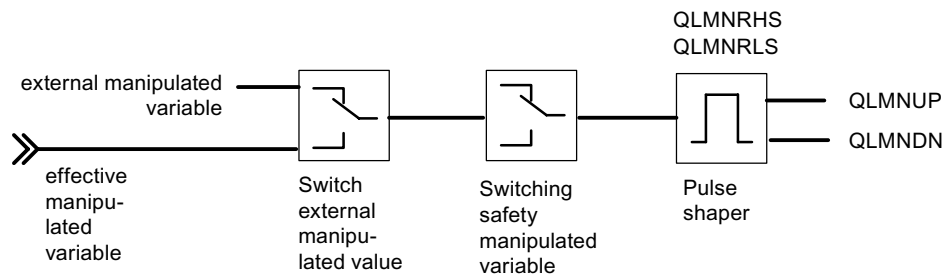 QLMNRHS
QLMNRLS
external manipulated
variable
QLMNUP
QLMNDN
effective
manipu-
lated
variable
Switch
external
manipu-
lated value
Switching
safety
manipulated
variable
Pulse
shaper